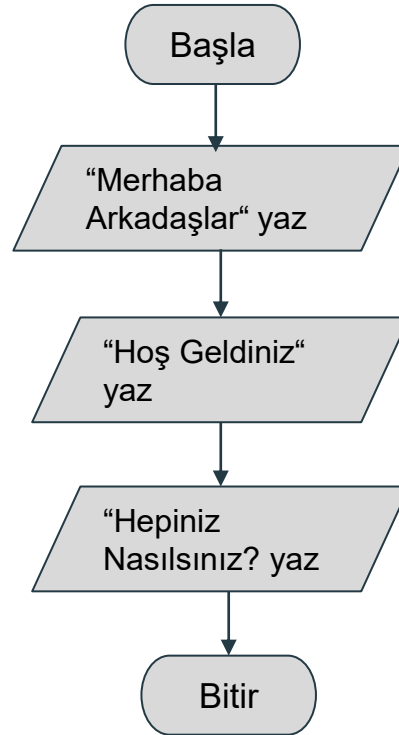 Başla
“Merhaba
Arkadaşlar“ yaz
“Hoş Geldiniz“
yaz
“Hepiniz
Nasılsınız? yaz
Bitir